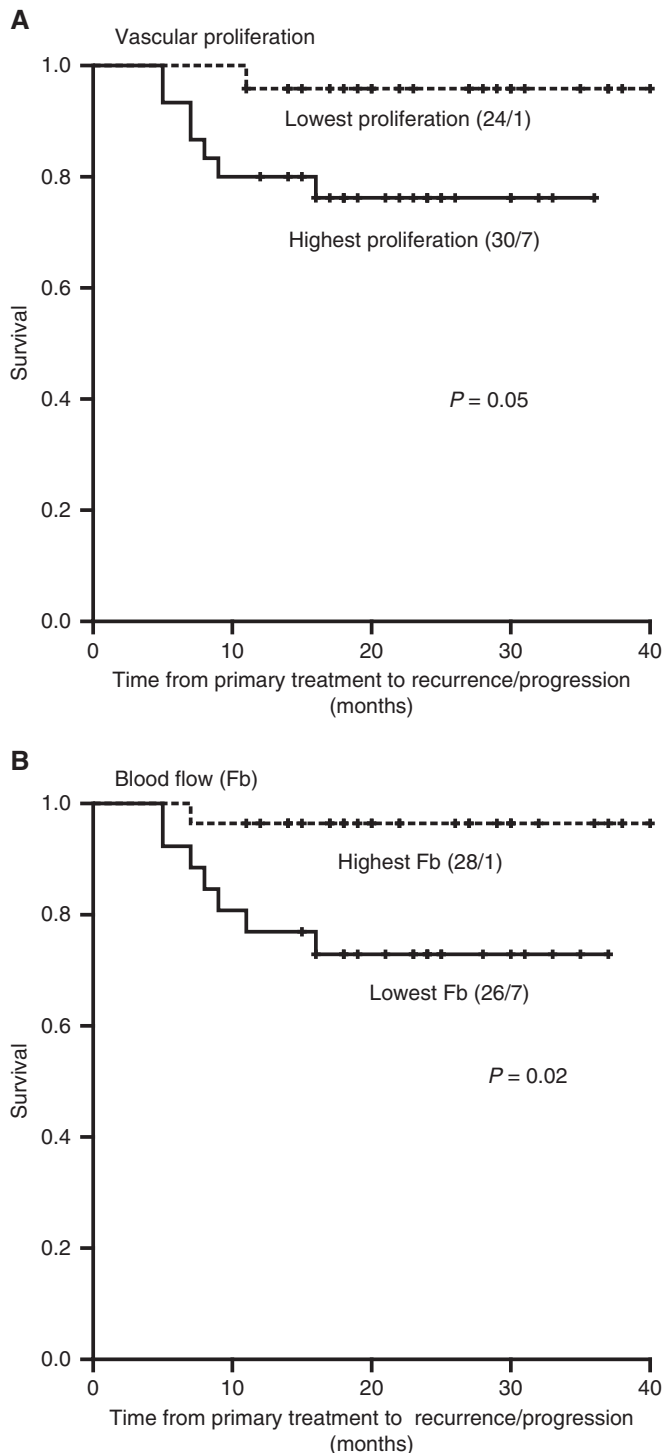 A
Vascular proliferation
1.0
0.8
0.6
0.4
0.2
0.0
Survival
Lowest proliferation (24/1)
Highest proliferation (30/7)
P = 0.05
0 10 20 30 40
Time from primary treatment to recurrence/progression
(months)
B
Blood flow (Fb)
1.0
0.8
0.6
0.4
0.2
0.0
Survival
Highest Fb (28/1)
Lowest Fb (26/7)
P = 0.02
0 10 20 30 40
Time from primary treatment to recurrence/progression
(months)